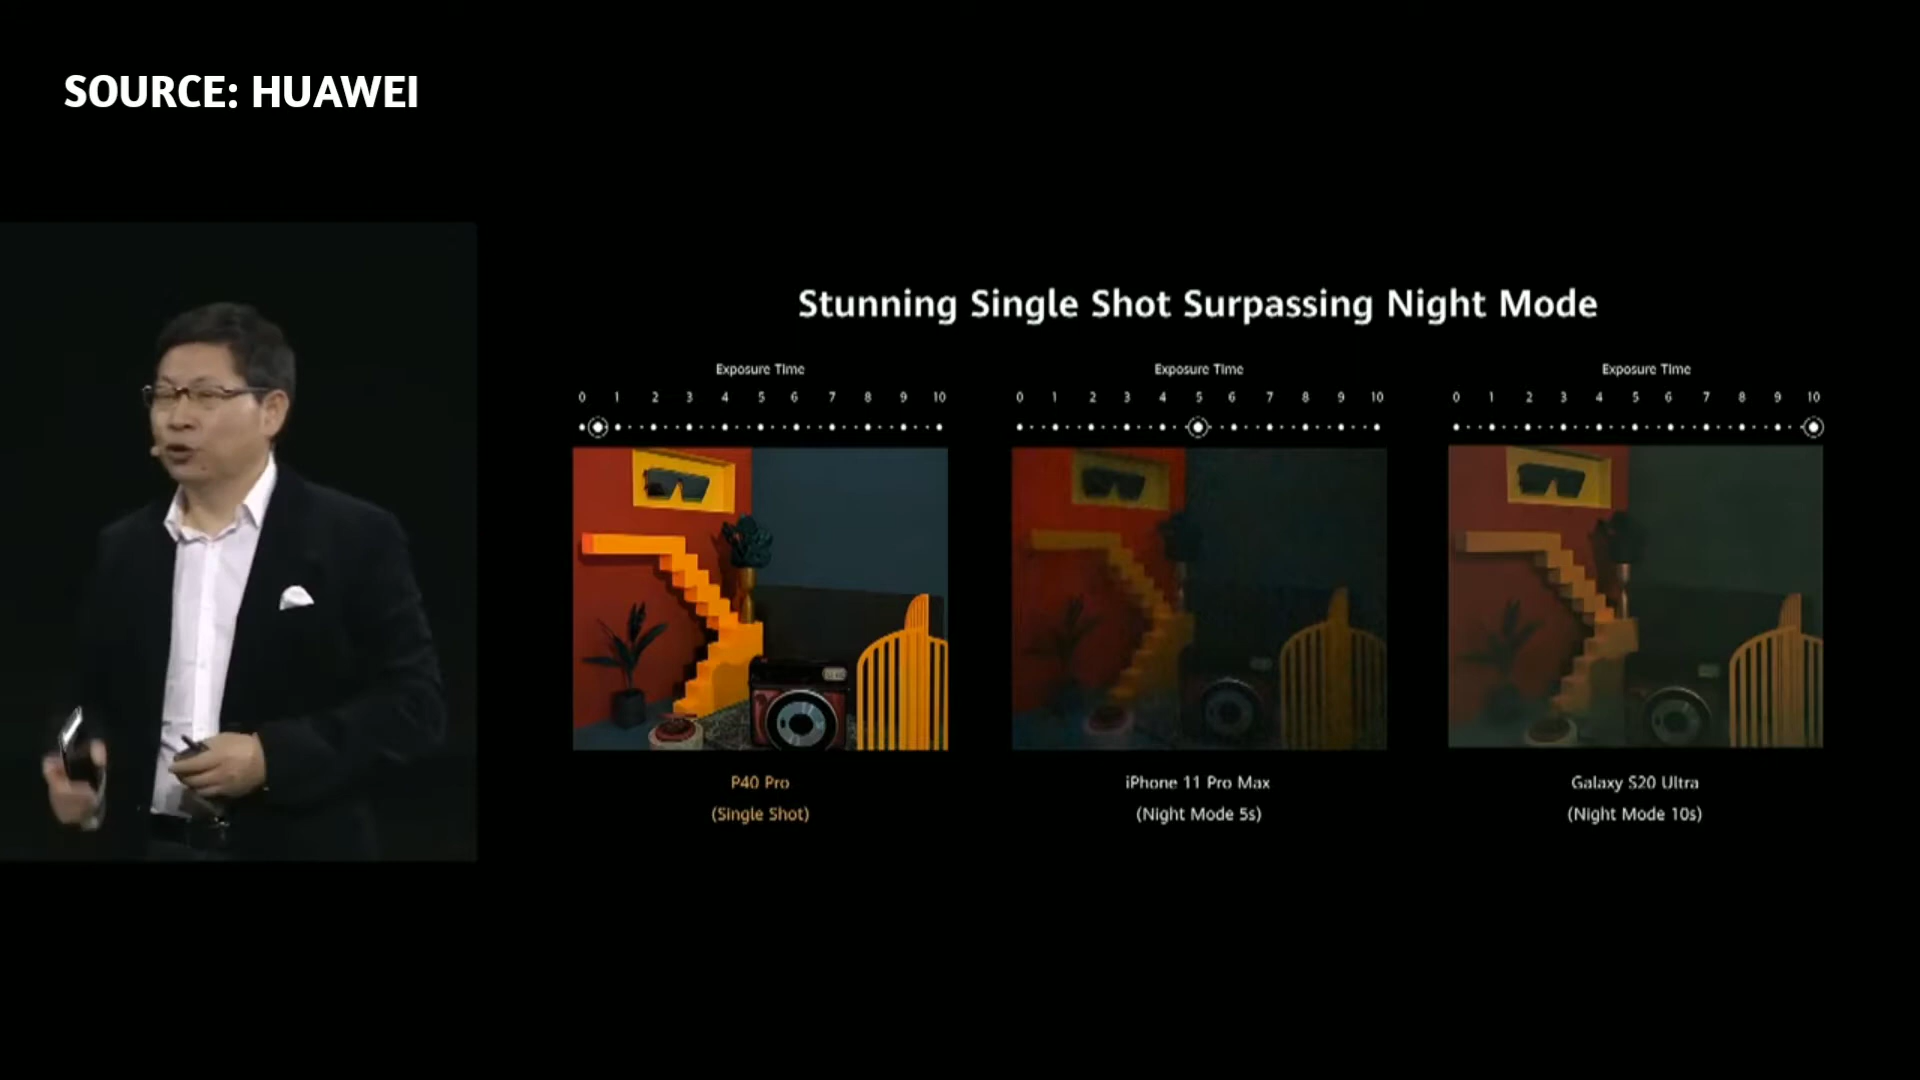 SOURCE: HUAWEI
Stunning Single Shot Surpassing Night Mode
Exposure Time
0 1 2 3 4 5 6 7 8 9 10
P40 Pro
(Single Shot)
Exposure Time
0 1 2 3 4 5 6 7 8 9 10
iPhone 11 Pro Max
(Night Mode 5s)
Exposure Time
0 1 2 3 4 5 6 7 8 9 10
Galaxy S20 Ultra
(Night Mode 10s)